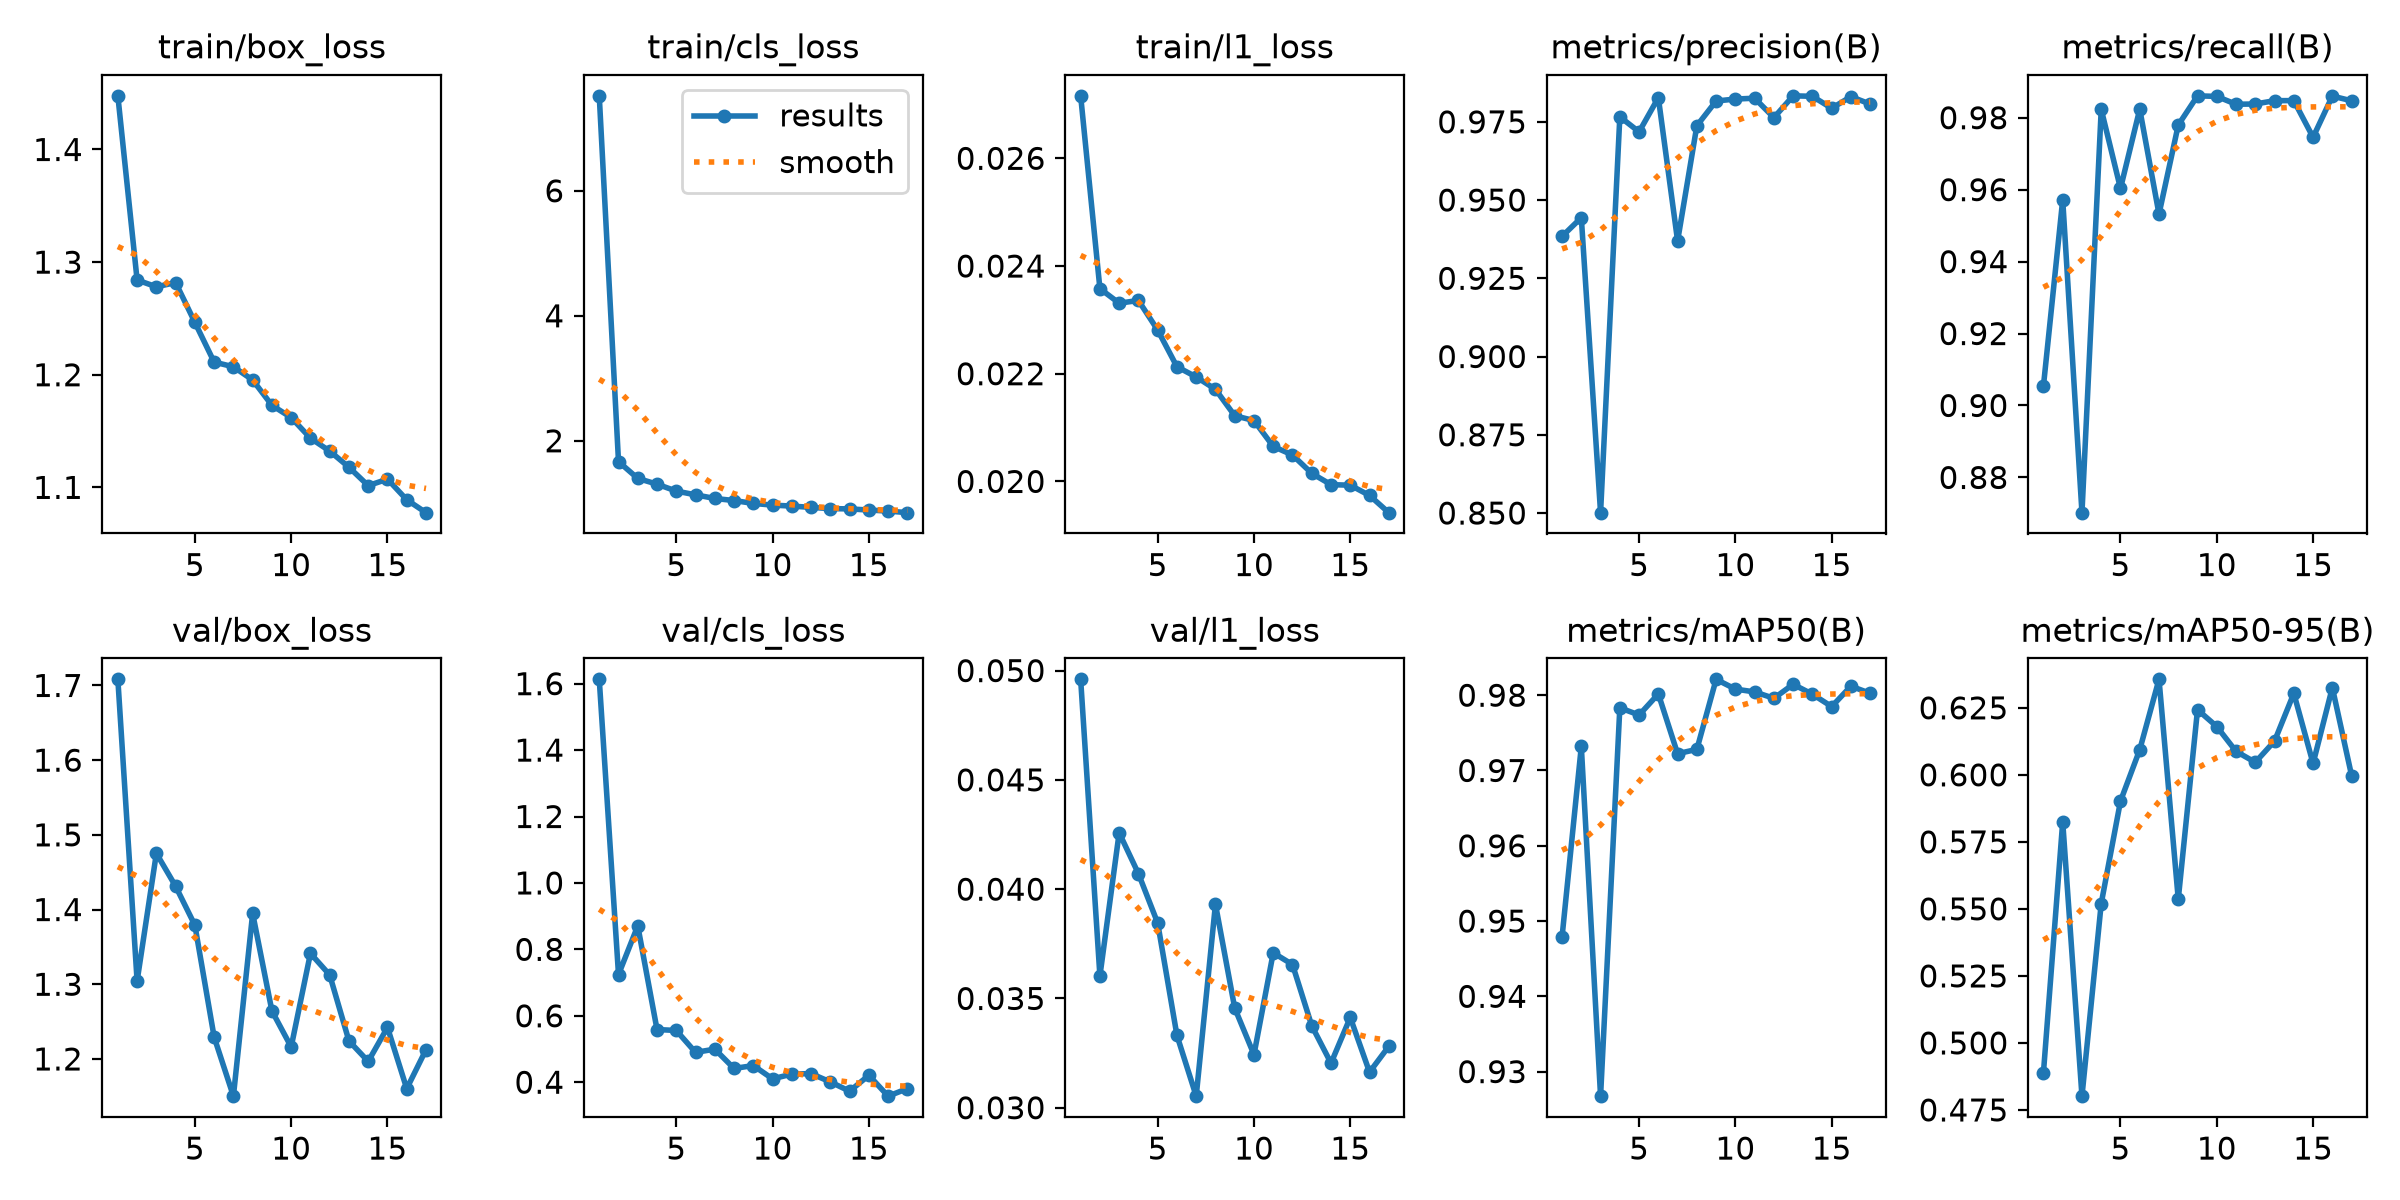 train/box_loss
train/cls_loss
train/l1_loss
metrics/precision(B)
metrics/recall(B)
results
smooth
1.4
1.3
1.2
1.1
5 10 15
6
4
2
5 10 15
0.026
0.024
0.022
0.020
5 10 15
0.975
0.950
0.925
0.900
0.875
0.850
5 10 15
0.98
0.96
0.94
0.92
0.90
0.88
5 10 15
val/box_loss
val/cls_loss
val/l1_loss
metrics/mAP50(B)
metrics/mAP50-95(B)
1.7
1.6
1.5
1.4
1.3
1.2
5 10 15
1.6
1.4
1.2
1.0
0.8
0.6
0.4
5 10 15
0.050
0.045
0.040
0.035
0.030
5 10 15
0.98
0.97
0.96
0.95
0.94
0.93
5 10 15
0.625
0.600
0.575
0.550
0.525
0.500
0.475
5 10 15